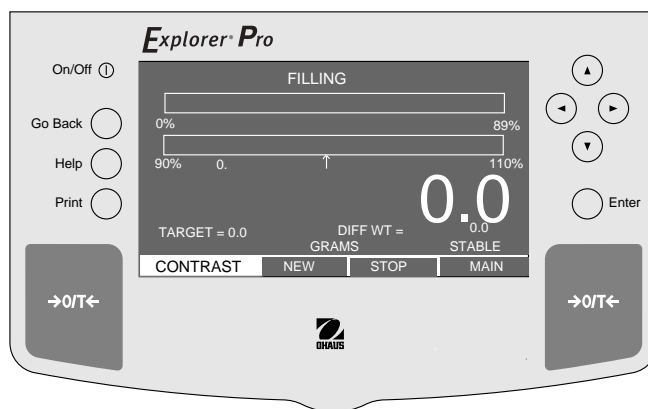 Explorer® Pro
On/Off
Go Back
Help
Print
FILLING
0% 89%
90% 0. 110%
0.0
TARGET = 0.0 DIFF WT = 0.0
GRAMS STABLE
CONTRAST NEW STOP MAIN
Enter
→0/T←
→0/T←
OHAUS